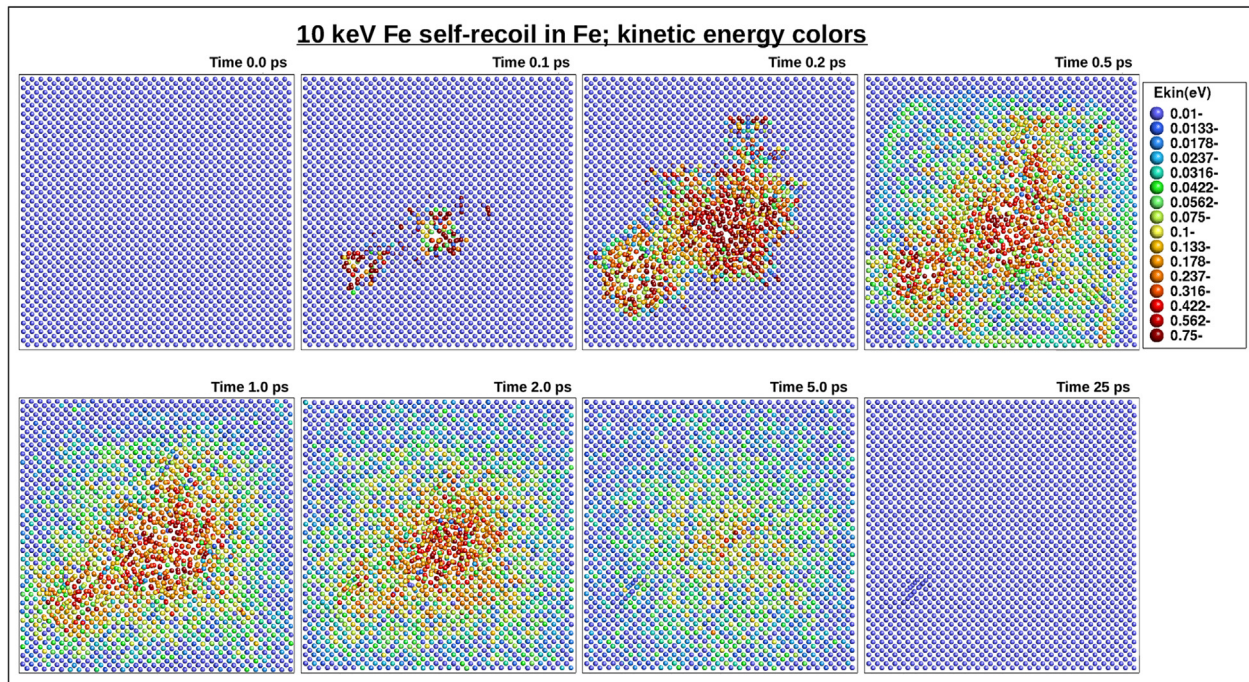 10 keV Fe self-recoil in Fe; kinetic energy colors
Time 0.0 ps
Time 0.1 ps
Time 0.2 ps
Time 0.5 ps
Ekin(eV)
0.01-
0.0133-
0.0178-
0.0237-
0.0316-
0.0422-
0.0562-
0.075-
0.1-
0.133-
0.178-
0.237-
0.316-
0.422-
0.562-
0.75-
Time 1.0 ps
Time 2.0 ps
Time 5.0 ps
Time 25 ps